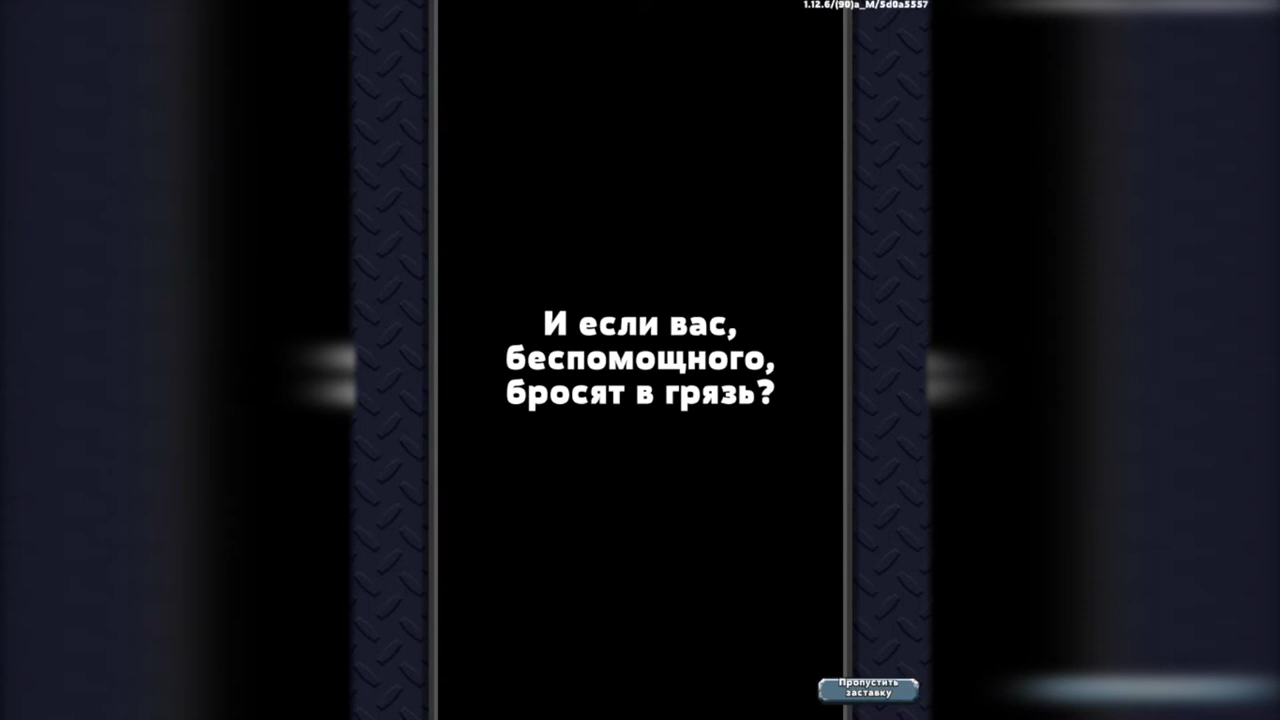 1.12.6/(90)a_M/5d0a5557
И если вас,
беспомощного,
бросят в грязь?
Пропустить
заставку